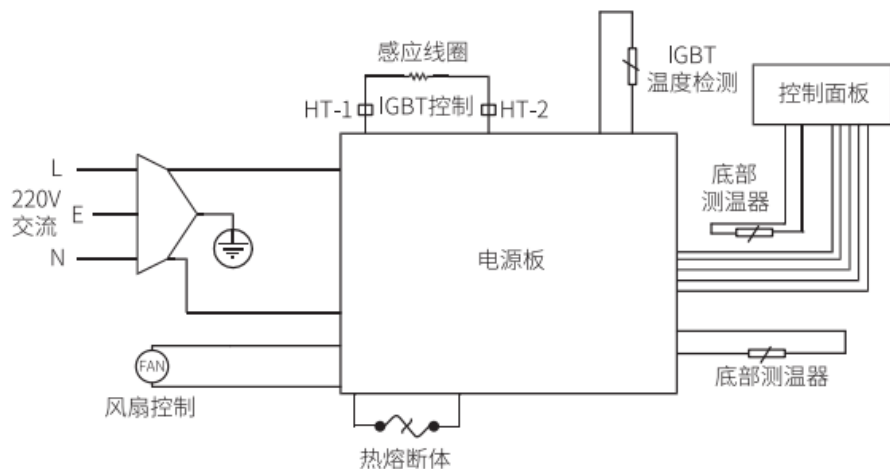 感应线圈
IGBT
温度检测
控制面板
HT-1
IGBT控制
HT-2
L
220V
交流
E
N
底部
测温器
电源板
FAN
风扇控制
底部测温器
热熔断体